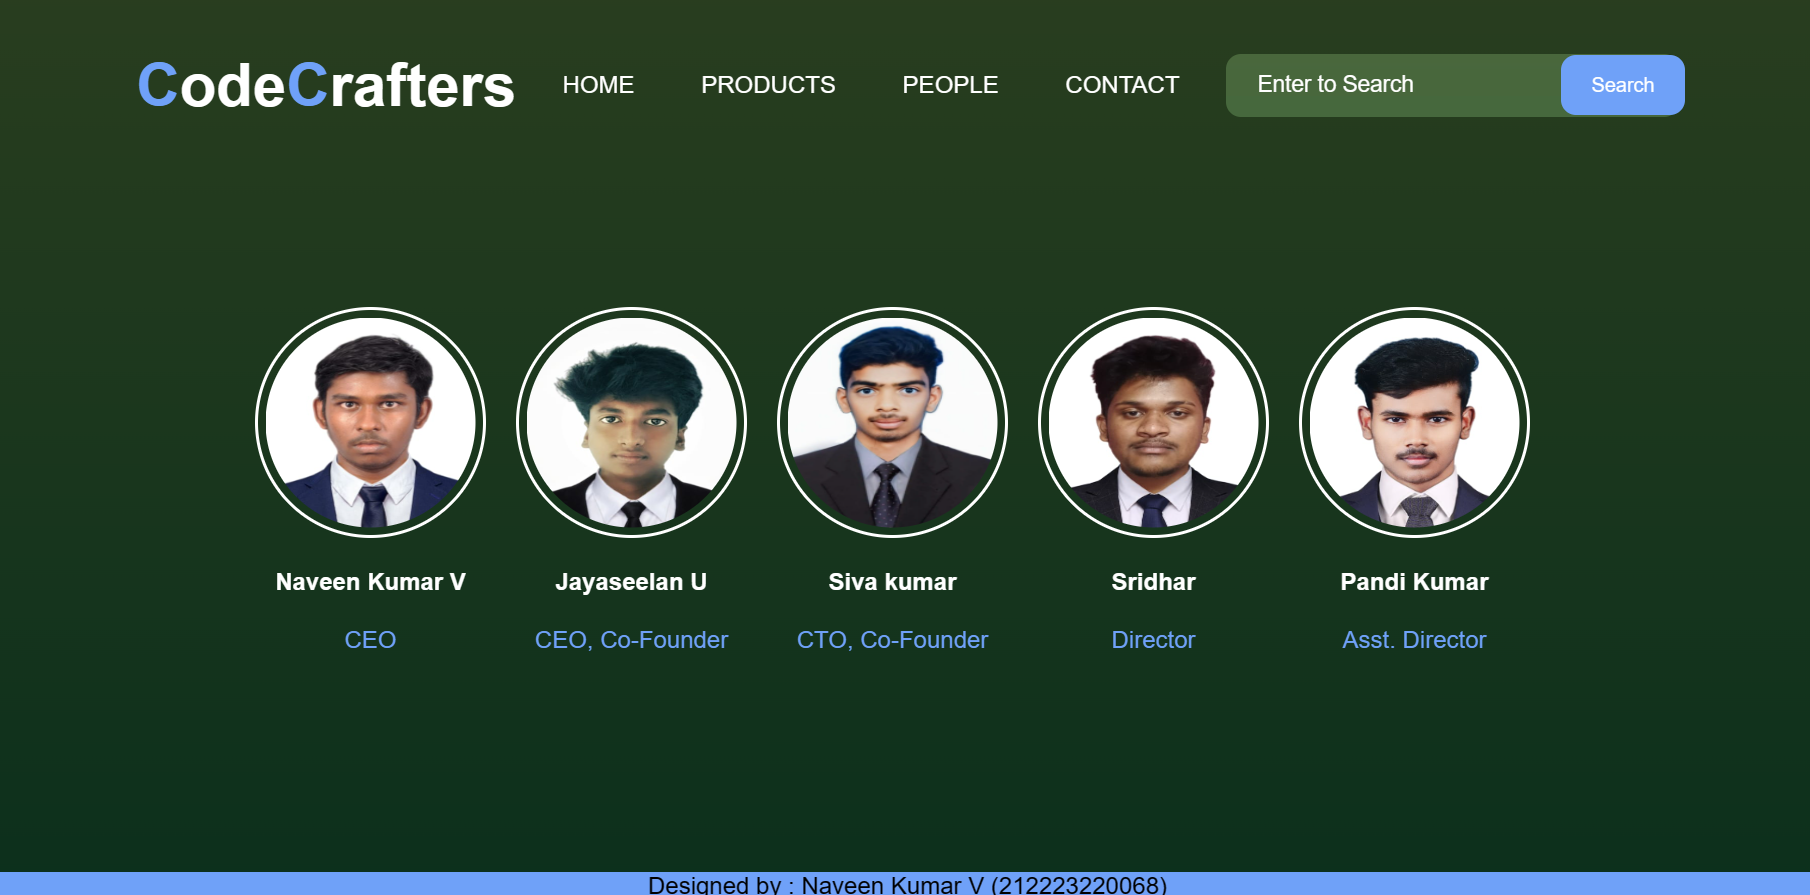 CodeCrafters HOME PRODUCTS PEOPLE CONTACT Enter to Search Search
Naveen Kumar V Jayaseelan U Siva kumar Sridhar Pandi Kumar
CEO CEO, Co-Founder CTO, Co-Founder Director Asst. Director
Designed by : Naveen Kumar V (212223220068)